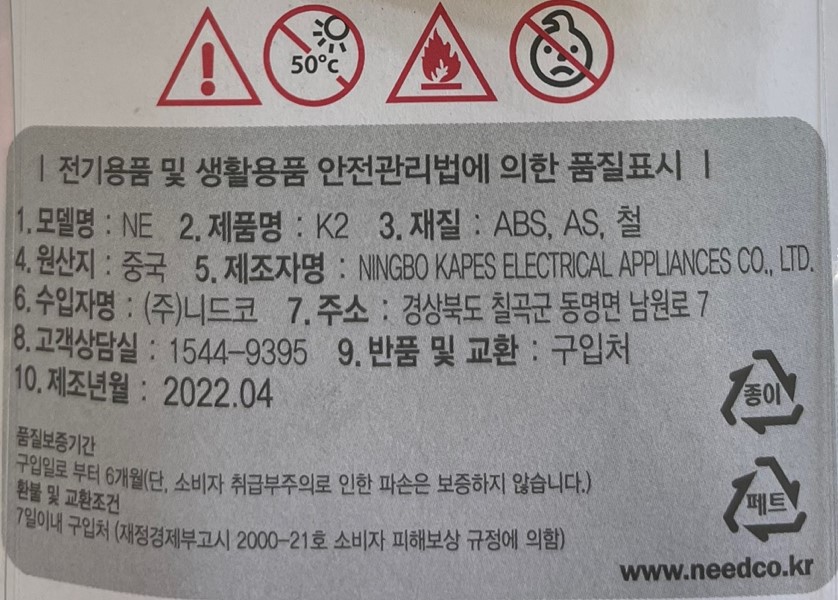 50℃
| 전기용품 및 생활용품 안전관리법에 의한 품질표시 |
1. 모델명 : NE 2. 제품명 : K2 3. 재질 : ABS, AS, 철
4. 원산지 : 중국 5. 제조자명 : NINGBO KAPES ELECTRICAL APPLIANCES CO., LTD.
6. 수입자명 : (주)니드코 7. 주소 : 경상북도 칠곡군 동명면 남원로 7
8. 고객상담실 : 1544-9395 9. 반품 및 교환 : 구입처
10. 제조년월 : 2022.04
종이
품질보증기간
구입일로 부터 6개월(단, 소비자 취급부주의로 인한 파손은 보증하지 않습니다.)
환불 및 교환조건
7일이내 구입처 (재정경제부고시 2000-21호 소비자 피해보상 규정에 의함)
페트
www.needco.kr